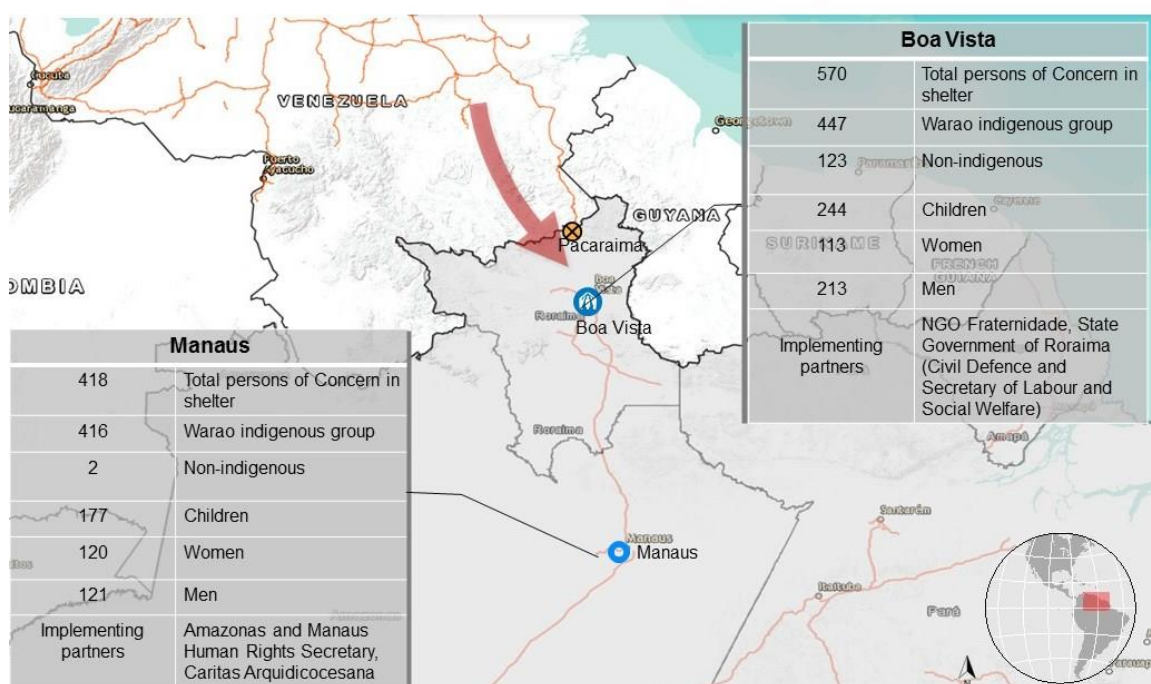 Boa Vista
570 Total persons of Concern in
shelter
447 Warao indigenous group
123 Non-indigenous
244 Children
113 Women
213 Men
Implementing
partners
NGO Fraternidade, State
Government of Roraima
(Civil Defence and
Secretary of Labour and
Social Welfare)
Manaus
418 Total persons of Concern in
shelter
416 Warao indigenous group
2 Non-indigenous
177 Children
120 Women
121 Men
Implementing
partners
Amazonas and Manaus
Human Rights Secretary,
Caritas Arquidicocesana
Cucuta
VENEZUELA
Puerto
Ayacucho
Georgetown
Paramaribo
Cayenne
GUYANA
SURINAME
FRENCH
GUIANA
Pacaraima
OMBIA
Boa
Vista
Roraima
Boa Vista
Roraima
Amapá
Manaus
Manaus
Santarém
Itaituba
Pará
Amazonas
N